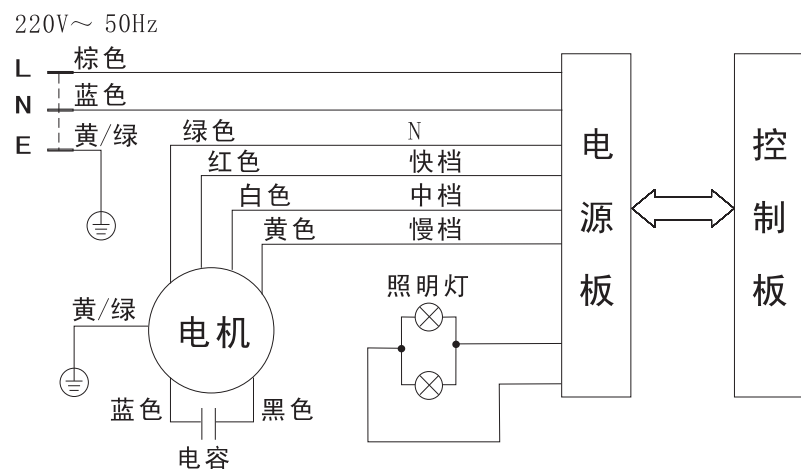 220V～ 50Hz
L 棕色
N 蓝色
E 黄/绿
绿色 N
红色 快档
白色 中档
黄色 慢档
电源板
控制板
照明灯
黄/绿
电机
蓝色
黑色
电容